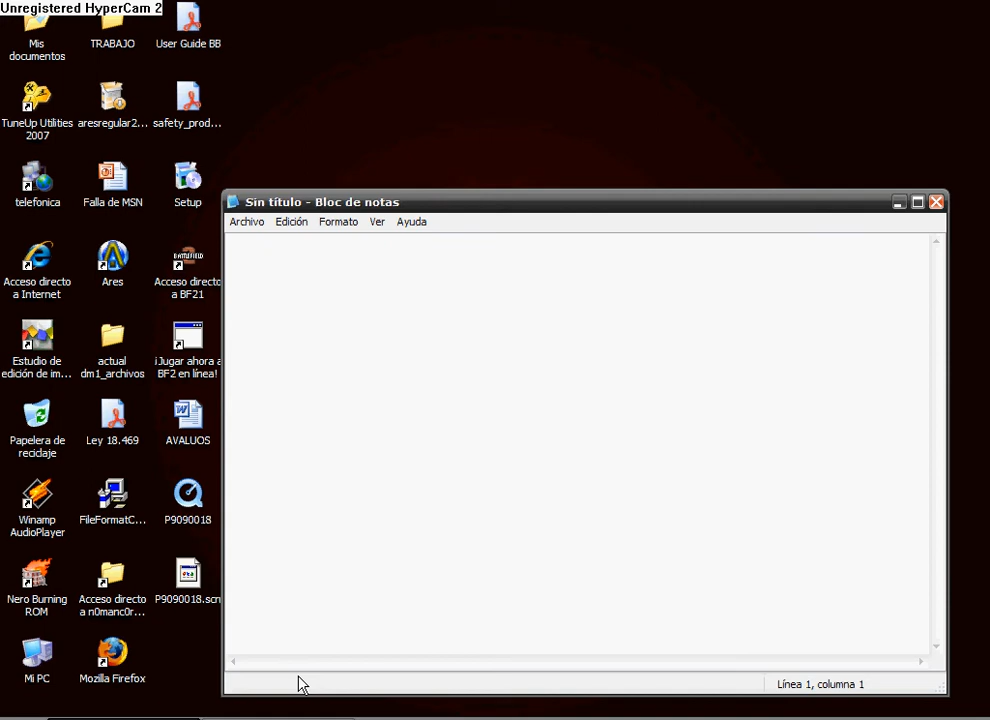 Unregistered HyperCam 2
Mis
documentos
TRABAJO
User Guide BB
TuneUp Utilities
2007
aresregular2...
safety_prod...
telefonica
Falla de MSN
Setup
Acceso directo
a Internet
Ares
BATTLEFIELD
2
Acceso directo
a BF21
Estudio de
edición de im...
actual
dm1_archivos
¡Jugar ahora a
BF2 en línea!
Papelera de
reciclaje
Ley 18.469
AVALUOS
Winamp
AudioPlayer
FileFormatC...
P9090018
Nero Burning
ROM
Acceso directo
a n0manc0r...
P9090018.scn
Mi PC
Mozilla Firefox
Sin título - Bloc de notas
Archivo Edición Formato Ver Ayuda
Línea 1, columna 1